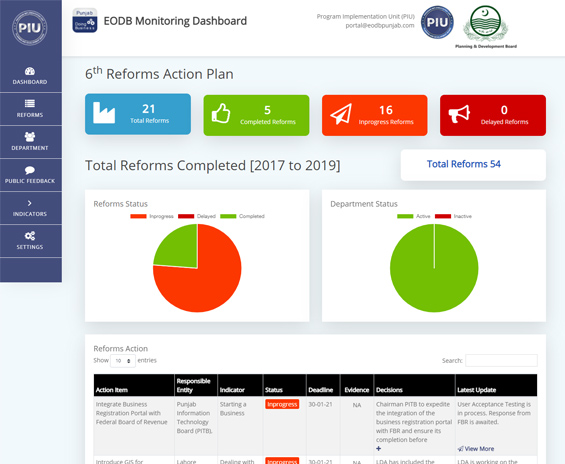 PIU
DASHBOARD
REFORMS
DEPARTMENT
PUBLIC FEEDBACK
INDICATORS
SETTINGS
Punjab
Doing
Business
EODB Monitoring Dashboard
Program Implementation Unit (PIU)
portal@eodbpunjab.com
PIU
Planning & Development Board
6th Reforms Action Plan
21
Total Reforms
5
Completed Reforms
16
Inprogress Reforms
0
Delayed Reforms
Total Reforms Completed [2017 to 2019]
Total Reforms 54
Reforms Status
Inprogress Delayed Completed
Department Status
Active Inactive
Reforms Action
Show 10 entries
Search:
Action Item
Responsible
Entity
Indicator
Status
Deadline
Evidence
Decisions
Latest Update
Integrate Business
Registration Portal with
Federal Board of Revenue
Punjab
Information
Technology
Board (PITB),
Starting a
Business
Inprogress
30-01-21
NA
Chairman PITB to expedite
the integration of the
business registration portal
with FBR and ensure its
completion before
+
User Acceptance Testing is
in process. Response from
FBR is awaited.
View More
Introduce GIS for
Lahore
Dealing with
Inprogress
30-01-21
NA
LDA has included the
LDA is working on the